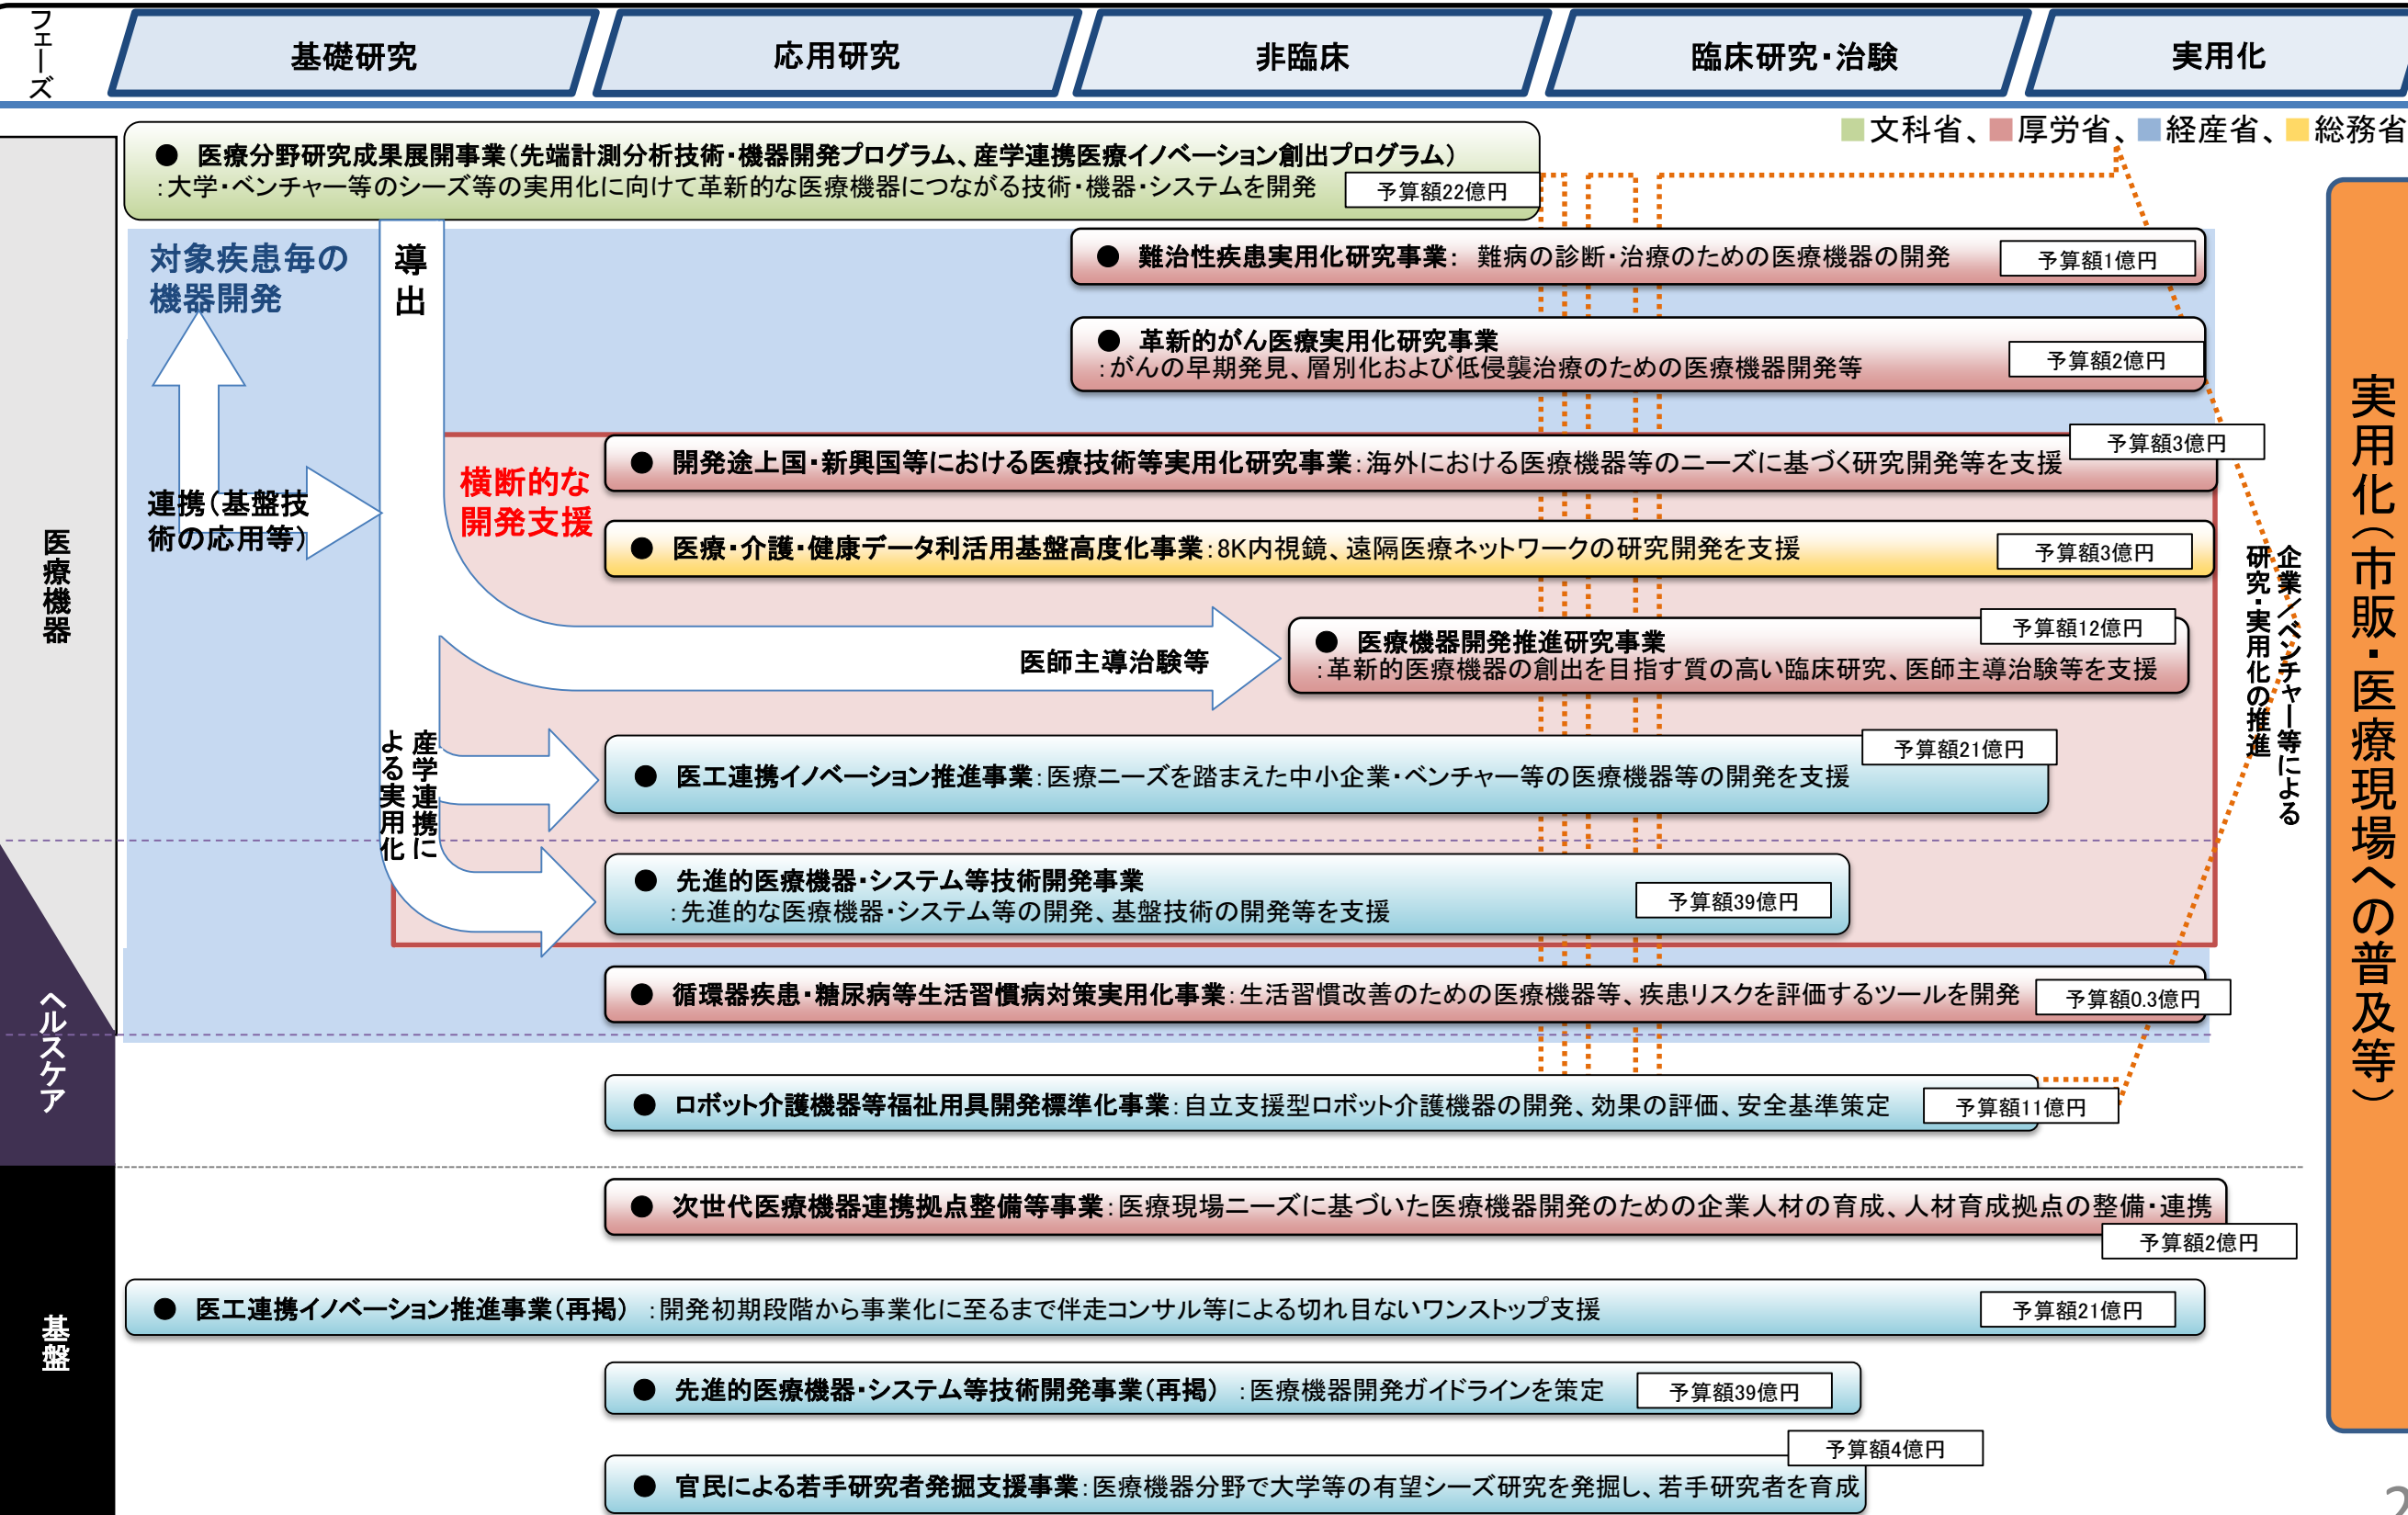 フェーズ
基礎研究
応用研究
非臨床
臨床研究・治験
実用化
文科省、厚労省、経産省、総務省
● 医療分野研究成果展開事業（先端計測分析技術・機器開発プログラム、産学連携医療イノベーション創出プログラム）
：大学・ベンチャー等のシーズ等の実用化に向けて革新的な医療機器につながる技術・機器・システムを開発
予算額22億円
対象疾患毎の
機器開発
導出
● 難治性疾患実用化研究事業： 難病の診断・治療のための医療機器の開発
予算額1億円
● 革新的がん医療実用化研究事業
：がんの早期発見、層別化および低侵襲治療のための医療機器開発等
予算額2億円
連携（基盤技
術の応用等）
横断的な
開発支援
● 開発途上国・新興国等における医療技術等実用化研究事業：海外における医療機器等のニーズに基づく研究開発等を支援
予算額3億円
● 医療・介護・健康データ利活用基盤高度化事業：8K内視鏡、遠隔医療ネットワークの研究開発を支援
予算額3億円
医師主導治験等
● 医療機器開発推進研究事業
：革新的医療機器の創出を目指す質の高い臨床研究、医師主導治験等を支援
予算額12億円
産学連携に
よる実用化
● 医工連携イノベーション推進事業：医療ニーズを踏まえた中小企業・ベンチャー等の医療機器等の開発を支援
予算額21億円
● 先進的医療機器・システム等技術開発事業
：先進的な医療機器・システム等の開発、基盤技術の開発等を支援
予算額39億円
● 循環器疾患・糖尿病等生活習慣病対策実用化事業：生活習慣改善のための医療機器等、疾患リスクを評価するツールを開発
予算額0.3億円
● ロボット介護機器等福祉用具開発標準化事業：自立支援型ロボット介護機器の開発、効果の評価、安全基準策定
予算額11億円
● 次世代医療機器連携拠点整備等事業：医療現場ニーズに基づいた医療機器開発のための企業人材の育成、人材育成拠点の整備・連携
予算額2億円
● 医工連携イノベーション推進事業（再掲） ：開発初期段階から事業化に至るまで伴走コンサル等による切れ目ないワンストップ支援
予算額21億円
● 先進的医療機器・システム等技術開発事業（再掲） ：医療機器開発ガイドラインを策定
予算額39億円
● 官民による若手研究者発掘支援事業：医療機器分野で大学等の有望シーズ研究を発掘し、若手研究者を育成
予算額4億円
医療機器
ヘルスケア
基盤
企業／ベンチャー等による
研究・実用化の推進
実用化（市販・医療現場への普及等）
2